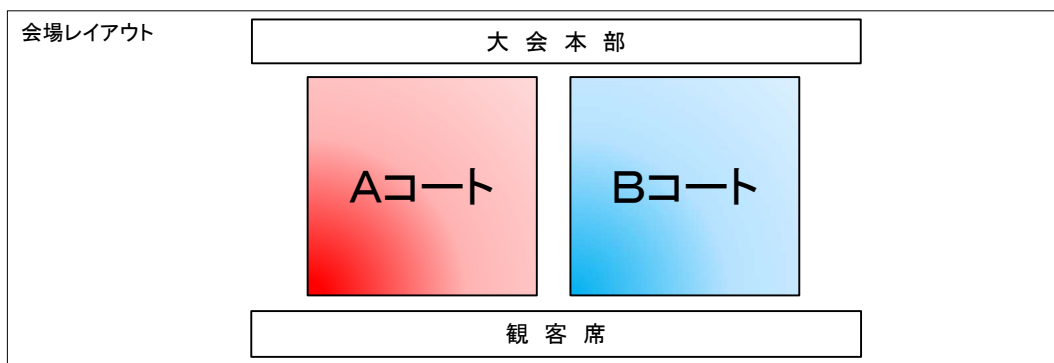 会場レイアウト
大 会 本 部
Aコート
Bコート
観 客 席